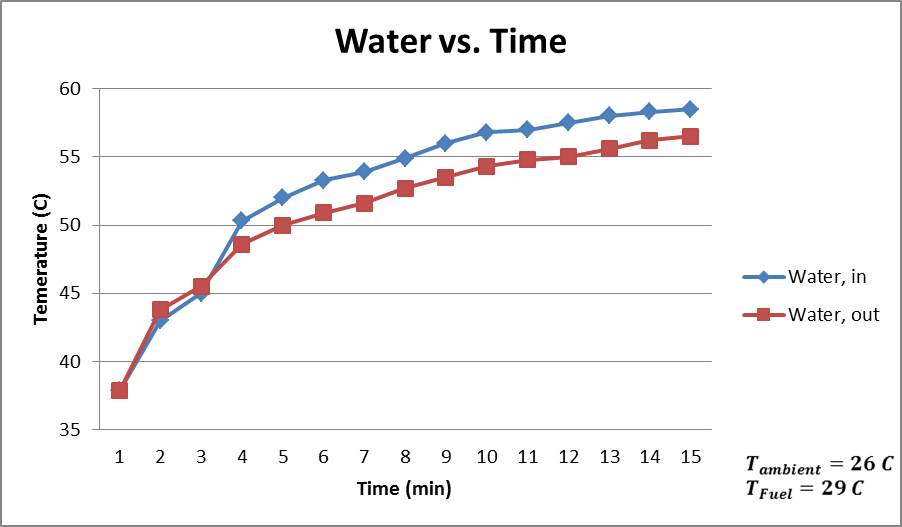 Water vs. Time
60
55
50
45
40
35
Temerature (C)
1 2 3 4 5 6 7 8 9 10 11 12 13 14 15
Time (min)
Water, in
Water, out
T_ambient = 26 C
T_Fuel = 29 C